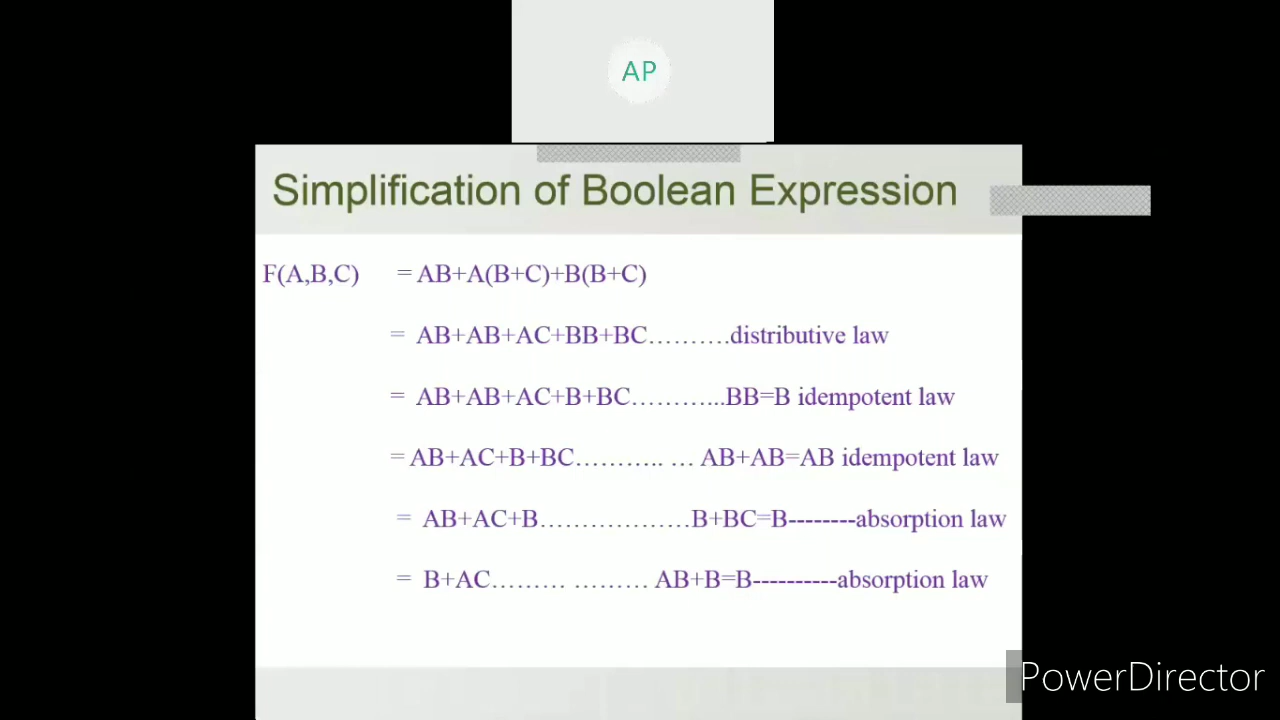 AP
Simplification of Boolean Expression
F(A,B,C) = AB+A(B+C)+B(B+C)
= AB+AB+AC+BB+BC……….distributive law
= AB+AB+AC+B+BC………...BB=B idempotent law
= AB+AC+B+BC……….. … AB+AB=AB idempotent law
= AB+AC+B………………B+BC=B--------absorption law
= B+AC……… ……… AB+B=B----------absorption law
PowerDirector